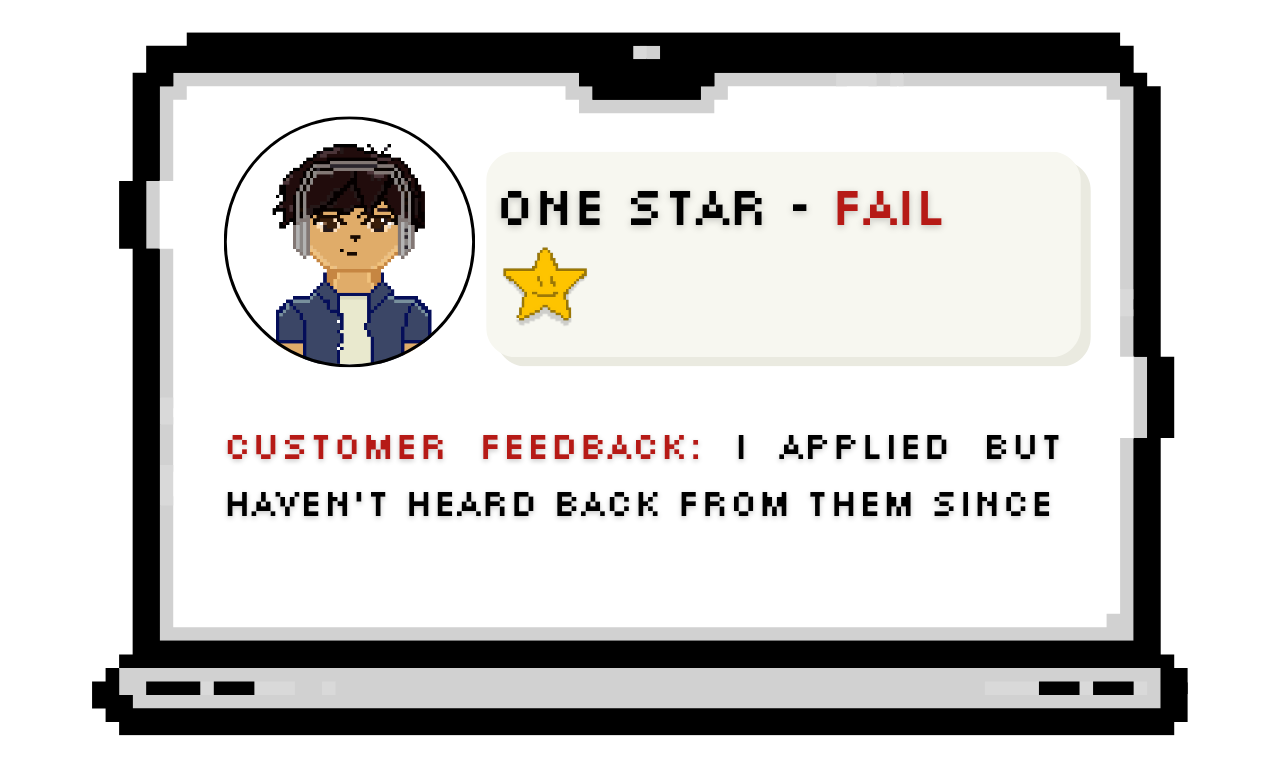 ONE STAR - FAIL
CUSTOMER FEEDBACK: I APPLIED BUT
HAVEN'T HEARD BACK FROM THEM SINCE